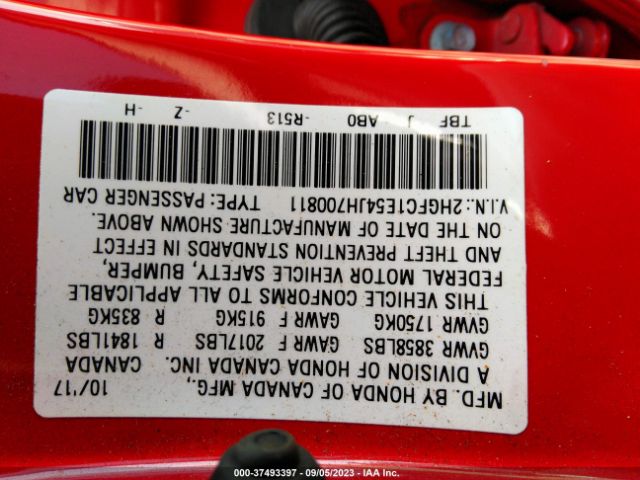 MFD. BY HONDA OF CANADA MFG., 10/'17
A DIVISION OF HONDA CANADA INC. CANADA
GVWR 3858LBS GAWR F 2017LBS R 1841LBS
GVWR 1750KG GAWR F 915KG R 835KG
THIS VEHICLE CONFORMS TO ALL APPLICABLE
FEDERAL MOTOR VEHICLE SAFETY, BUMPER,
AND THEFT PREVENTION STANDARDS IN EFFECT
ON THE DATE OF MANUFACTURE SHOWN ABOVE.
V.I.N.: 2HGFC1E54JH700811 TYPE: PASSENGER CAR
TBF - J - AB0 -R513 -Z -H
000-37493397 - 09/05/2023 - IAAI.com